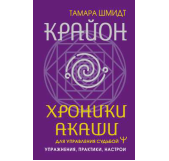 ТАМАРА ШМИДТ
КРАЙОН
ХРОНИКИ
АКАШИ
ДЛЯ УПРАВЛЕНИЯ СУДЬБОЙ
УПРАЖНЕНИЯ, ПРАКТИКИ, НАСТРОИ